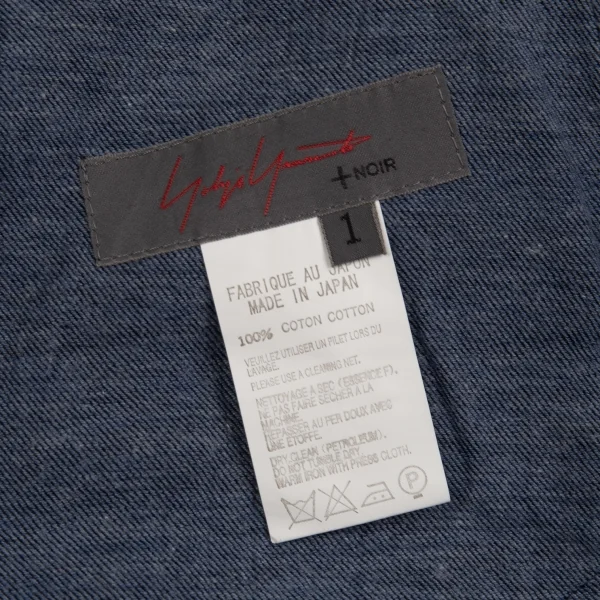 Yohji Yamamoto
+NOIR
1
FABRIQUE AU JAPON
MADE IN JAPAN
100% COTON COTTON
VEUILLEZ UTILISER UN FILET LORS DU
LAVAGE.
PLEASE USE A CLEANING NET.
NETTOYAGE A SEC (ESSENCE F).
NE PAS FAIRE SECHER A LA
MACHINE.
REPASSER AU FER DOUX AVEC
UNE ETOFFE.
DRY-CLEAN (PETROLEUM).
DO NOT TUMBLE DRY.
WARM IRON WITH PRESS CLOTH.
P